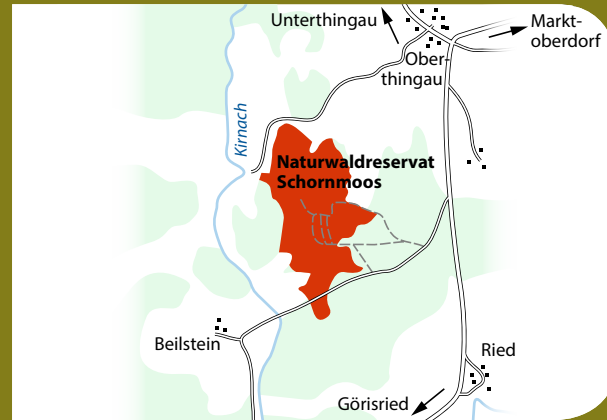 Unterthingau
Markt-
oberdorf
Ober-
thingau
Kirnach
Naturwaldreservat
Schornmoos
Beilstein
Ried
Görisried